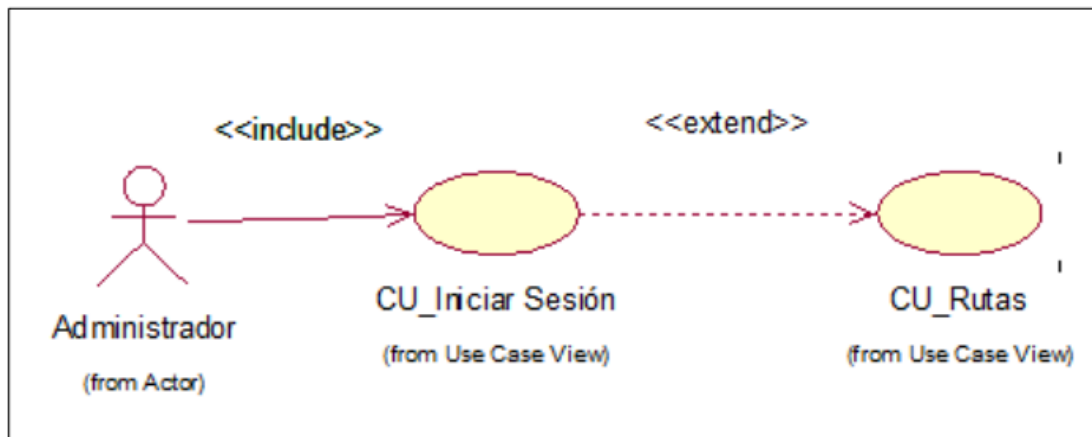 <<include>>
<<extend>>
CU_Iniciar Sesión
CU_Rutas
Administrador
(from Use Case View)
(from Use Case View)
(from Actor)